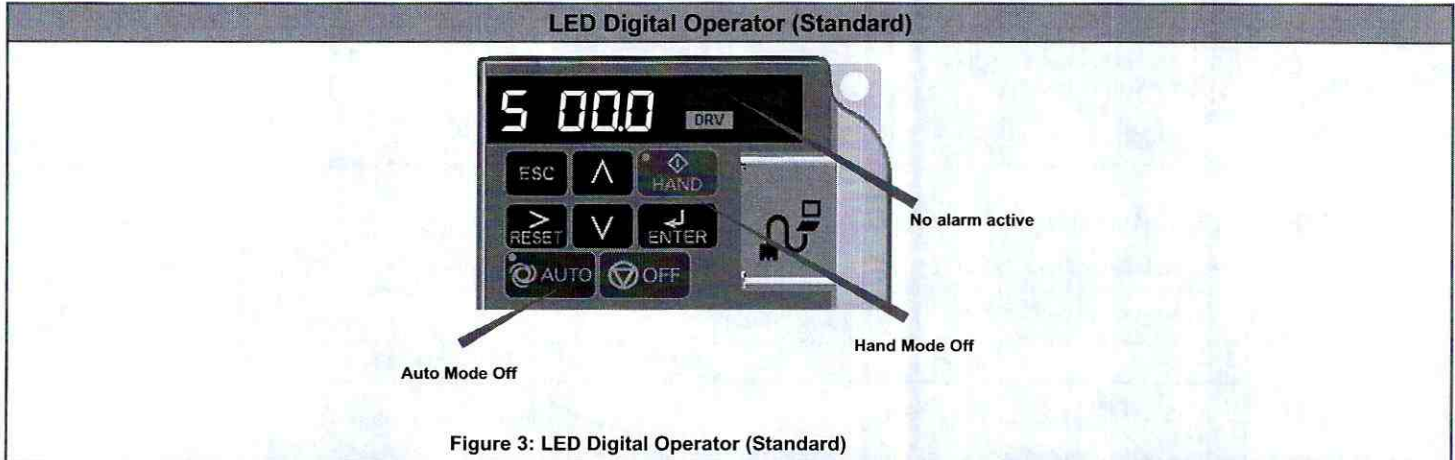 LED Digital Operator (Standard)
S 00.0
DRV
ESC
HAND
RESET
ENTER
AUTO
OFF
No alarm active
Hand Mode Off
Auto Mode Off
Figure 3: LED Digital Operator (Standard)